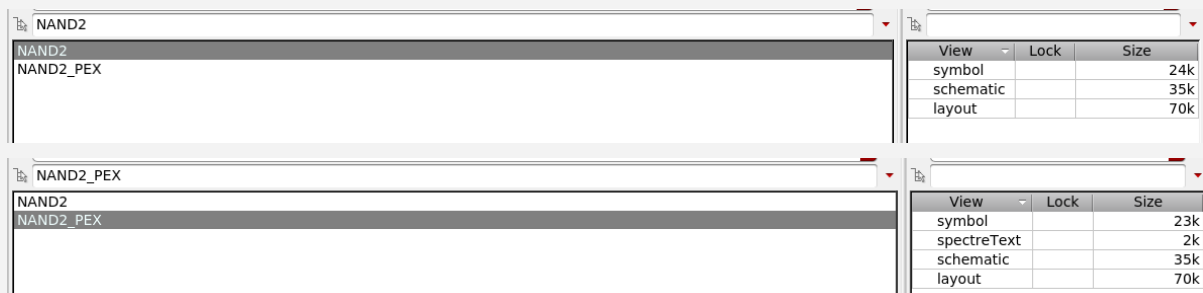 NAND2
NAND2
NAND2_PEX
View Lock Size
symbol 24k
schematic 35k
layout 70k
NAND2_PEX
NAND2
NAND2_PEX
View Lock Size
symbol 23k
spectreText 2k
schematic 35k
layout 70k